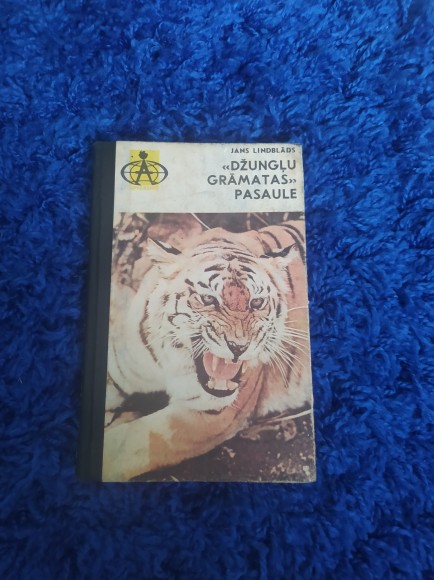 JANS LINDBLĀDS
«DŽUNGĻU
GRĀMATAS»
PASAULE